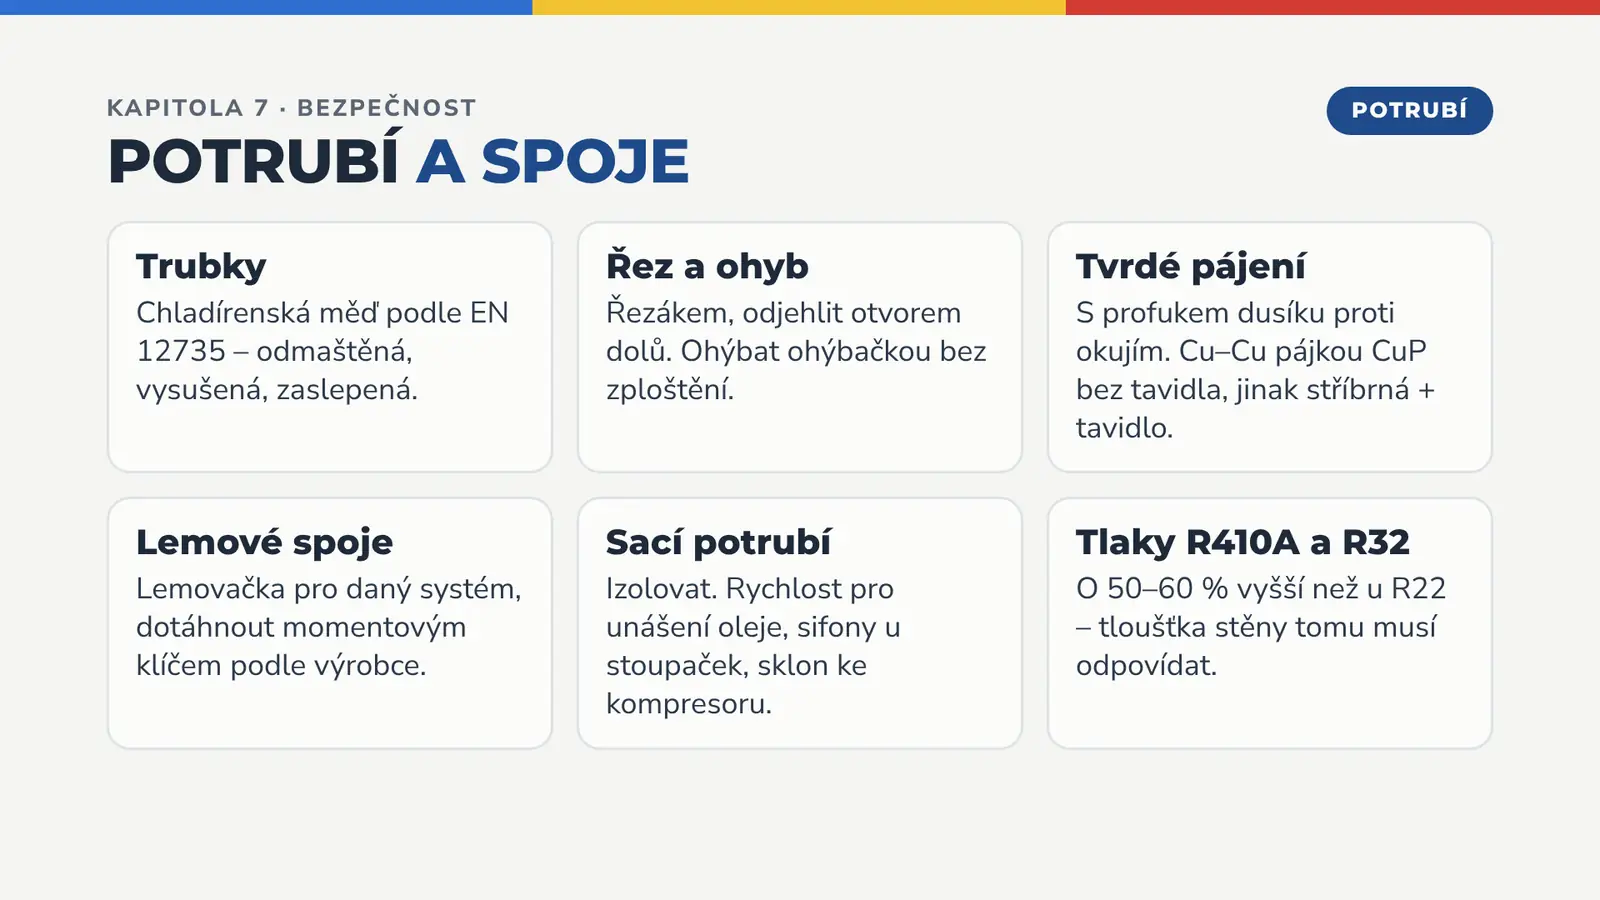 KAPITOLA 7 · BEZPEČNOST
POTRUBÍ
POTRUBÍ A SPOJE
Trubky
Chladírenská měď podle EN
12735 – odmaštěná,
vysušená, zaslepená.
Řez a ohyb
Řezákem, odjehlit otvorem
dolů. Ohýbat ohýbačkou bez
zploštění.
Tvrdé pájení
S profukem dusíku proti
okujím. Cu–Cu pájkou CuP
bez tavidla, jinak stříbrná +
tavidlo.
Lemové spoje
Lemovačka pro daný systém,
dotáhnout momentovým
klíčem podle výrobce.
Sací potrubí
Izolovat. Rychlost pro
unášení oleje, sifony u
stoupaček, sklon ke
kompresoru.
Tlaky R410A a R32
O 50–60 % vyšší než u R22
– tloušťka stěny tomu musí
odpovídat.